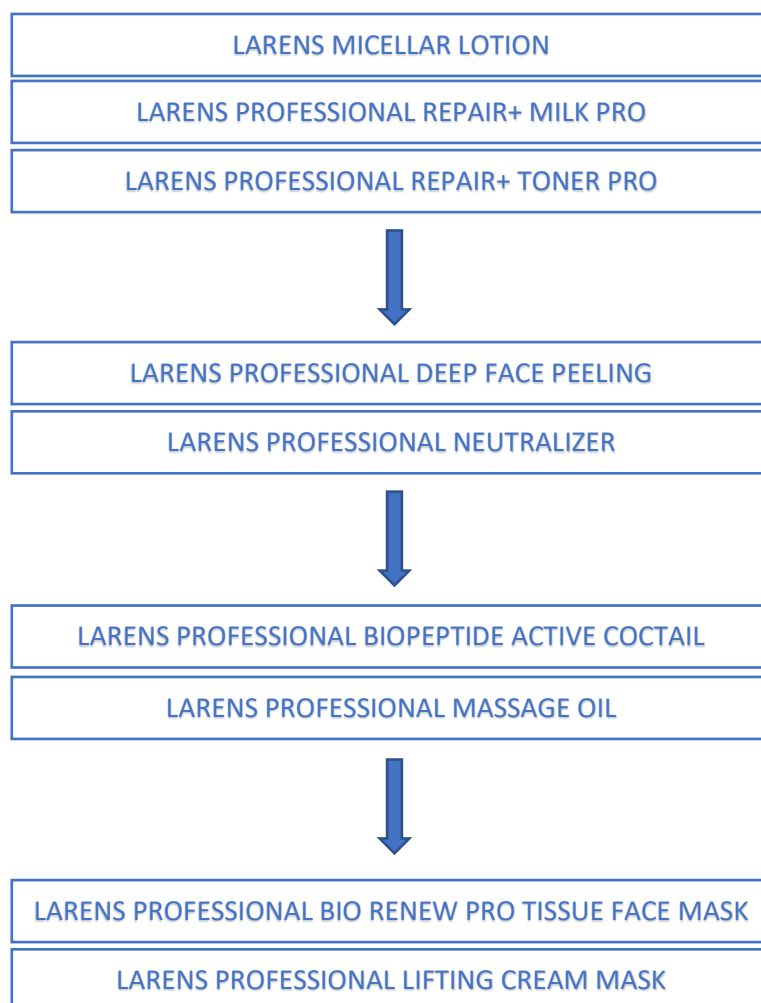 LARENS MICELLAR LOTION
LARENS PROFESSIONAL REPAIR+ MILK PRO
LARENS PROFESSIONAL REPAIR+ TONER PRO
LARENS PROFESSIONAL DEEP FACE PEELING
LARENS PROFESSIONAL NEUTRALIZER
LARENS PROFESSIONAL BIOPEPTIDE ACTIVE COCTAIL
LARENS PROFESSIONAL MASSAGE OIL
LARENS PROFESSIONAL BIO RENEW PRO TISSUE FACE MASK
LARENS PROFESSIONAL LIFTING CREAM MASK